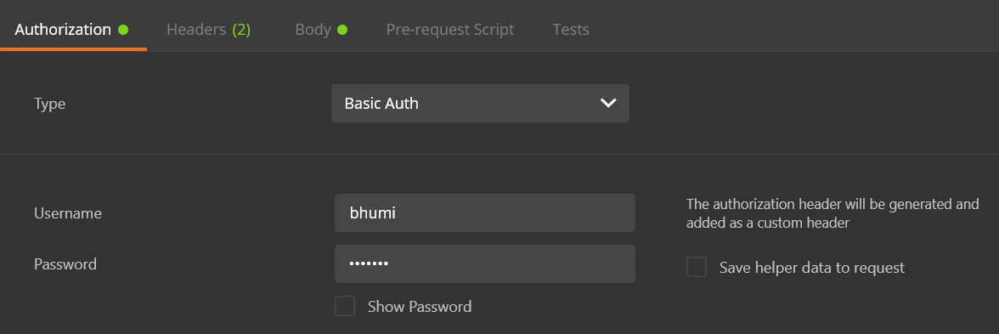 Authorization Headers (2) Body Pre-request Script Tests
Type Basic Auth
Username bhumi
The authorization header will be generated and
added as a custom header
Password •••••••
Save helper data to request
Show Password